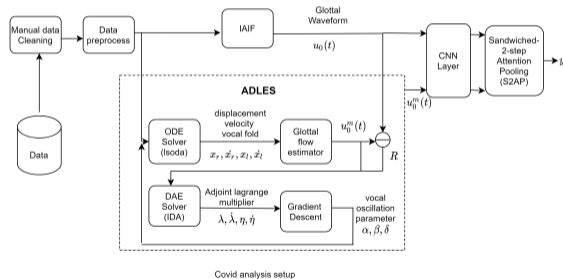 Manual data
Cleaning
Data
preprocess
IAIF
Glottal
Waveform
u₀(t)
CNN
Layer
Sandwiched-
2-step
Attention
Pooling
(S2AP)
ADLES
u₀ᵐ(t)
Data
ODE
Solver
(lsoda)
displacement
velocity
vocal fold
xᵣ, ẋᵣ, xₗ, ẋₗ
Glottal
flow
estimator
u₀ᵐ(t)
R
DAE
Solver
(IDA)
Adjoint lagrange
multiplier
λ, λ̇, η, η̇
Gradient
Descent
vocal
oscillation
parameter
α, β, δ
Covid analysis setup